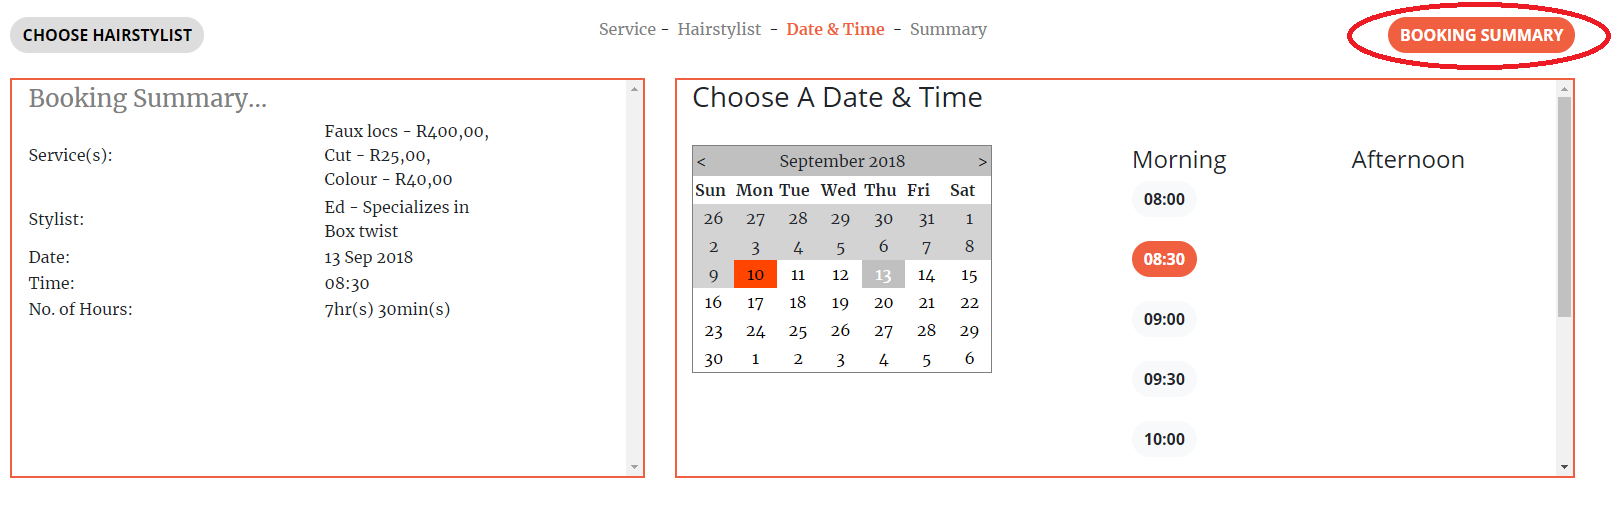 CHOOSE HAIRSTYLIST
Service - Hairstylist - Date & Time - Summary
BOOKING SUMMARY
Booking Summary...
Service(s):
Faux locs - R400,00,
Cut - R25,00,
Colour - R40,00
Stylist:
Ed - Specializes in
Box twist
Date: 13 Sep 2018
Time: 08:30
No. of Hours: 7hr(s) 30min(s)
Choose A Date & Time
< September 2018 >
Sun Mon Tue Wed Thu Fri Sat
26 27 28 29 30 31 1
2 3 4 5 6 7 8
9 10 11 12 13 14 15
16 17 18 19 20 21 22
23 24 25 26 27 28 29
30 1 2 3 4 5 6
Morning
08:00
08:30
09:00
09:30
10:00
Afternoon